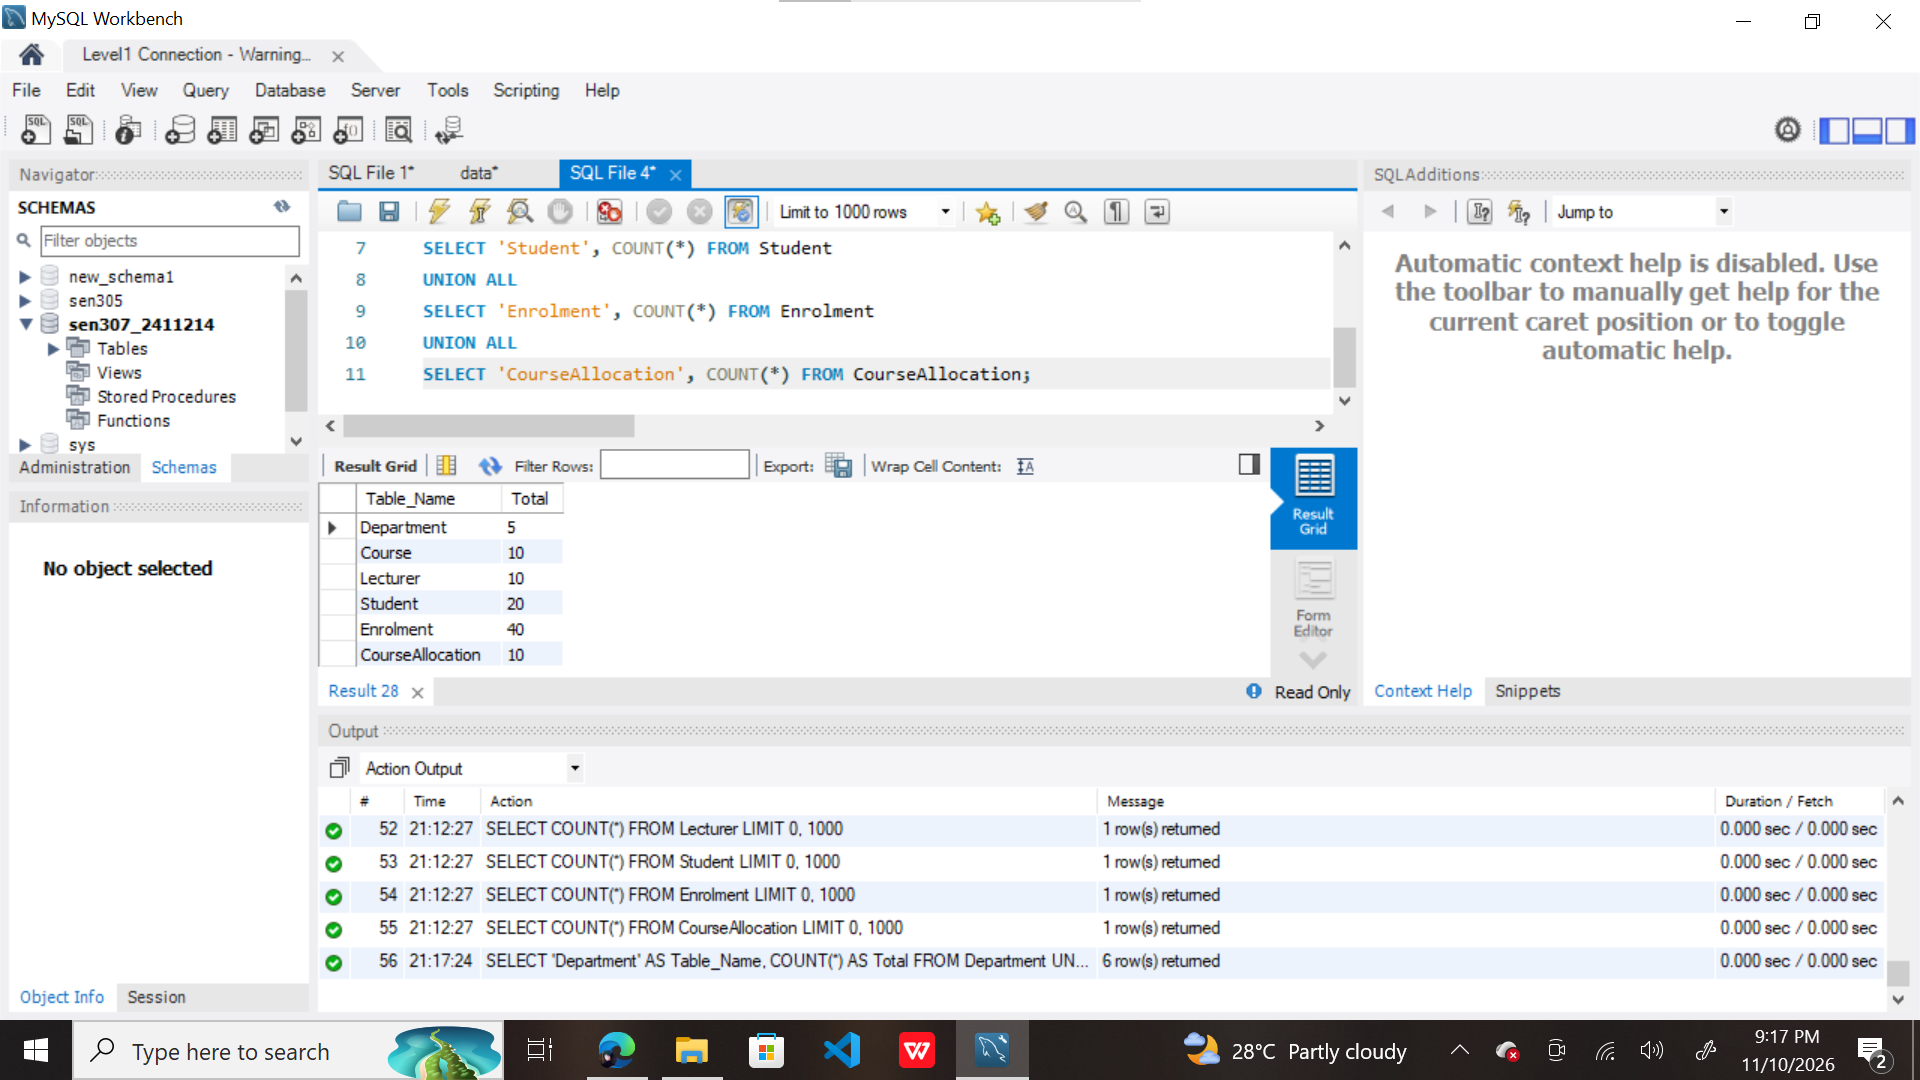 MySQL Workbench
Level1 Connection - Warning...
File Edit View Query Database Server Tools Scripting Help
Navigator
SCHEMAS
Filter objects
new_schema1
sen305
sen307_2411214
Tables
Views
Stored Procedures
Functions
sys
Administration Schemas
Information
No object selected
Object Info Session
SQL File 1* data* SQL File 4*
Limit to 1000 rows
7 SELECT 'Student', COUNT(*) FROM Student
8 UNION ALL
9 SELECT 'Enrolment', COUNT(*) FROM Enrolment
10 UNION ALL
11 SELECT 'CourseAllocation', COUNT(*) FROM CourseAllocation;
Result Grid Filter Rows: Export: Wrap Cell Content:
Table_Name Total
Department 5
Course 10
Lecturer 10
Student 20
Enrolment 40
CourseAllocation 10
Result Grid
Form Editor
Result 28 Read Only
SQLAdditions
Jump to
Automatic context help is disabled. Use
the toolbar to manually get help for the
current caret position or to toggle
automatic help.
Context Help Snippets
Output
Action Output
# Time Action Message Duration / Fetch
52 21:12:27 SELECT COUNT(*) FROM Lecturer LIMIT 0, 1000 1 row(s) returned 0.000 sec / 0.000 sec
53 21:12:27 SELECT COUNT(*) FROM Student LIMIT 0, 1000 1 row(s) returned 0.000 sec / 0.000 sec
54 21:12:27 SELECT COUNT(*) FROM Enrolment LIMIT 0, 1000 1 row(s) returned 0.000 sec / 0.000 sec
55 21:12:27 SELECT COUNT(*) FROM CourseAllocation LIMIT 0, 1000 1 row(s) returned 0.000 sec / 0.000 sec
56 21:17:24 SELECT 'Department' AS Table_Name, COUNT(*) AS Total FROM Department UN... 6 row(s) returned 0.000 sec / 0.000 sec
Type here to search
28°C Partly cloudy
9:17 PM
11/10/2026
2